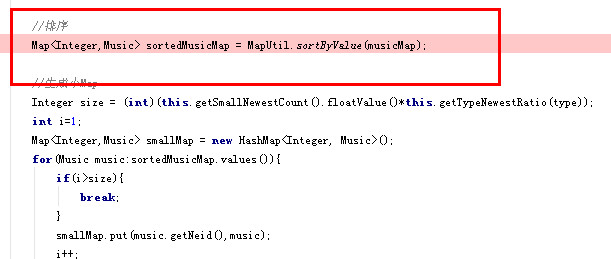 //排序
Map<Integer,Music> sortedMusicMap = MapUtil.sortByValue(musicMap);
//生成小Map
Integer size = (int)(this.getSmallNewestCount().floatValue()*this.getTypeNewestRatio(type));
int i=1;
Map<Integer,Music> smallMap = new HashMap<Integer, Music>();
for(Music music:sortedMusicMap.values()){
if(i>size){
break;
}
smallMap.put(music.getNeid(),music);
i++;